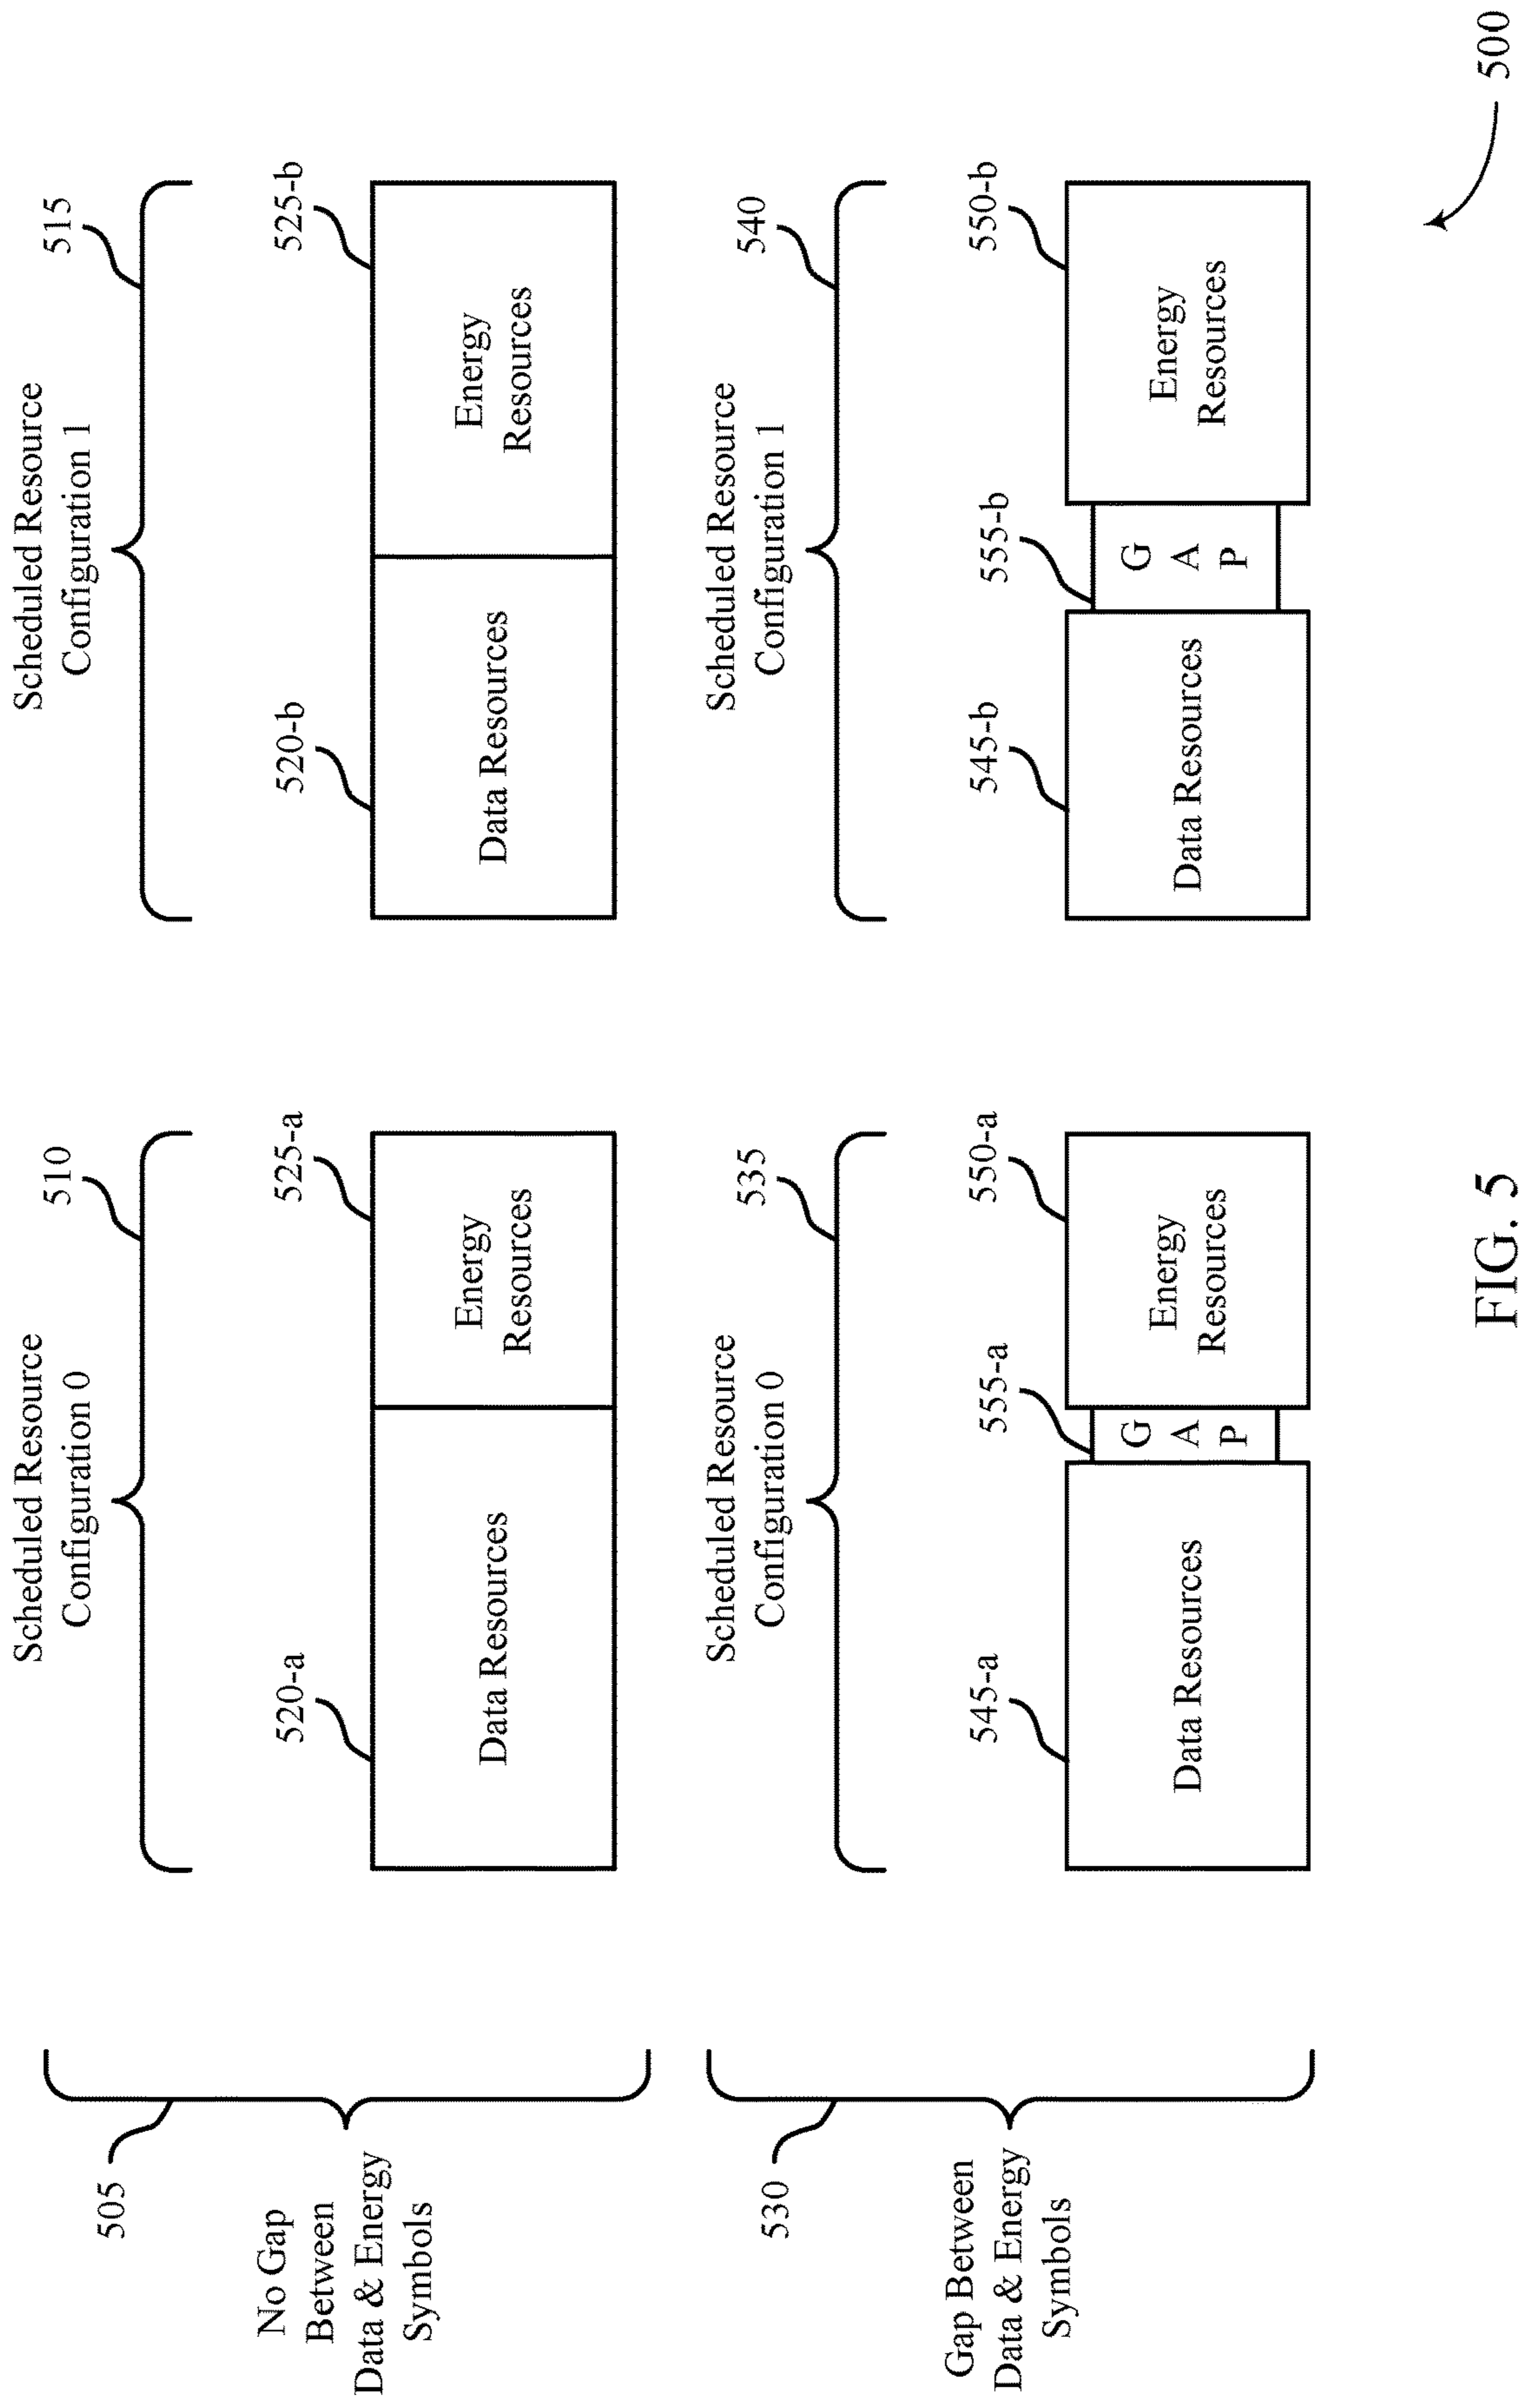 505
No Gap
Between
Data & Energy
Symbols
Scheduled Resource
Configuration 0
510
520-a
525-a
Data Resources
Energy
Resources
Scheduled Resource
Configuration 1
515
520-b
525-b
Data Resources
Energy
Resources
530
Gap Between
Data & Energy
Symbols
Scheduled Resource
Configuration 0
535
545-a
555-a
550-a
Data Resources
G
A
P
Energy
Resources
Scheduled Resource
Configuration 1
540
545-b
555-b
550-b
Data Resources
G
A
P
Energy
Resources
500
FIG. 5